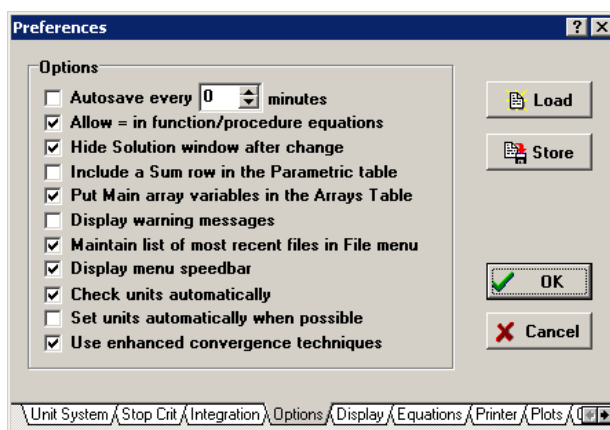 Preferences
Options
Autosave every 0 minutes
Allow = in function/procedure equations
Hide Solution window after change
Include a Sum row in the Parametric table
Put Main array variables in the Arrays Table
Display warning messages
Maintain list of most recent files in File menu
Display menu speedbar
Check units automatically
Set units automatically when possible
Use enhanced convergence techniques
Load
Store
OK
Cancel
Unit System Stop Crit Integration Options Display Equations Printer Plots